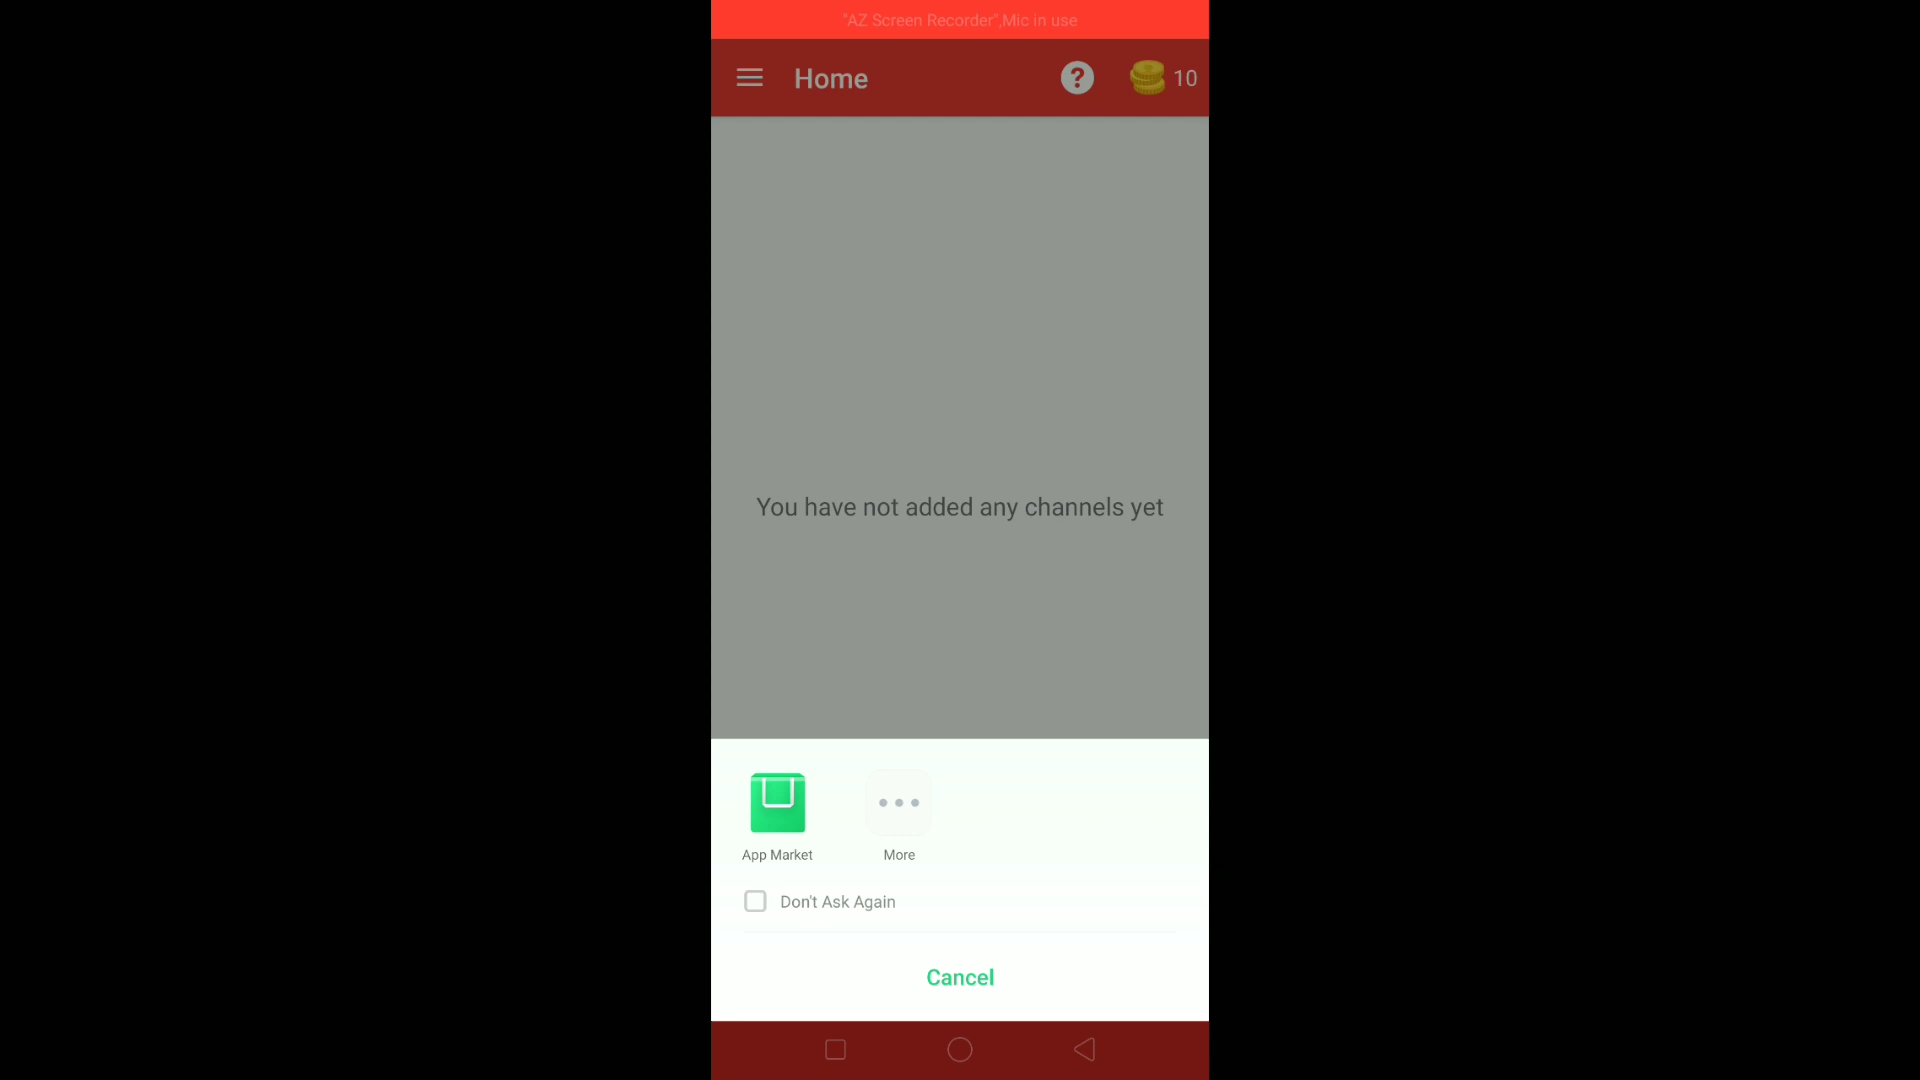 "AZ Screen Recorder",Mic in use
Home
10
You have not added any channels yet
App Market
More
Don't Ask Again
Cancel